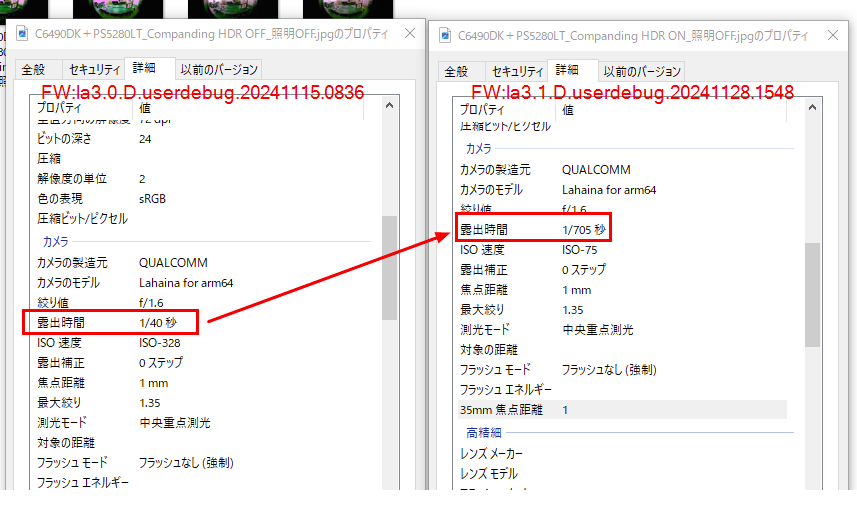 C6490DK＋PS5280LT_Companding HDR OFF_照明OFF.jpgのプロパティ
全般
セキュリティ
詳細
以前のバージョン
FW:la3.0.D.userdebug.20241115.0836
プロパティ 値
垂直方向の解像度 72 dpi
ビットの深さ 24
圧縮
解像度の単位 2
色の表現 sRGB
圧縮ビット/ピクセル
カメラ
カメラの製造元 QUALCOMM
カメラのモデル Lahaina for arm64
絞り値 f/1.6
露出時間 1/40 秒
ISO 速度 ISO-328
露出補正 0 ステップ
焦点距離 1 mm
最大絞り 1.35
測光モード 中央重点測光
対象の距離
フラッシュ モード フラッシュなし (強制)
フラッシュ エネルギー
C6490DK＋PS5280LT_Companding HDR ON_照明OFF.jpgのプロパティ
全般
セキュリティ
詳細
以前のバージョン
FW:la3.1.D.userdebug.20241128.1548
プロパティ 値
圧縮ビット/ピクセル
カメラ
カメラの製造元 QUALCOMM
カメラのモデル Lahaina for arm64
絞り値 f/1.6
露出時間 1/705 秒
ISO 速度 ISO-75
露出補正 0 ステップ
焦点距離 1 mm
最大絞り 1.35
測光モード 中央重点測光
対象の距離
フラッシュ モード フラッシュなし (強制)
フラッシュ エネルギー
35mm 焦点距離 1
高精細
レンズ メーカー
レンズ モデル